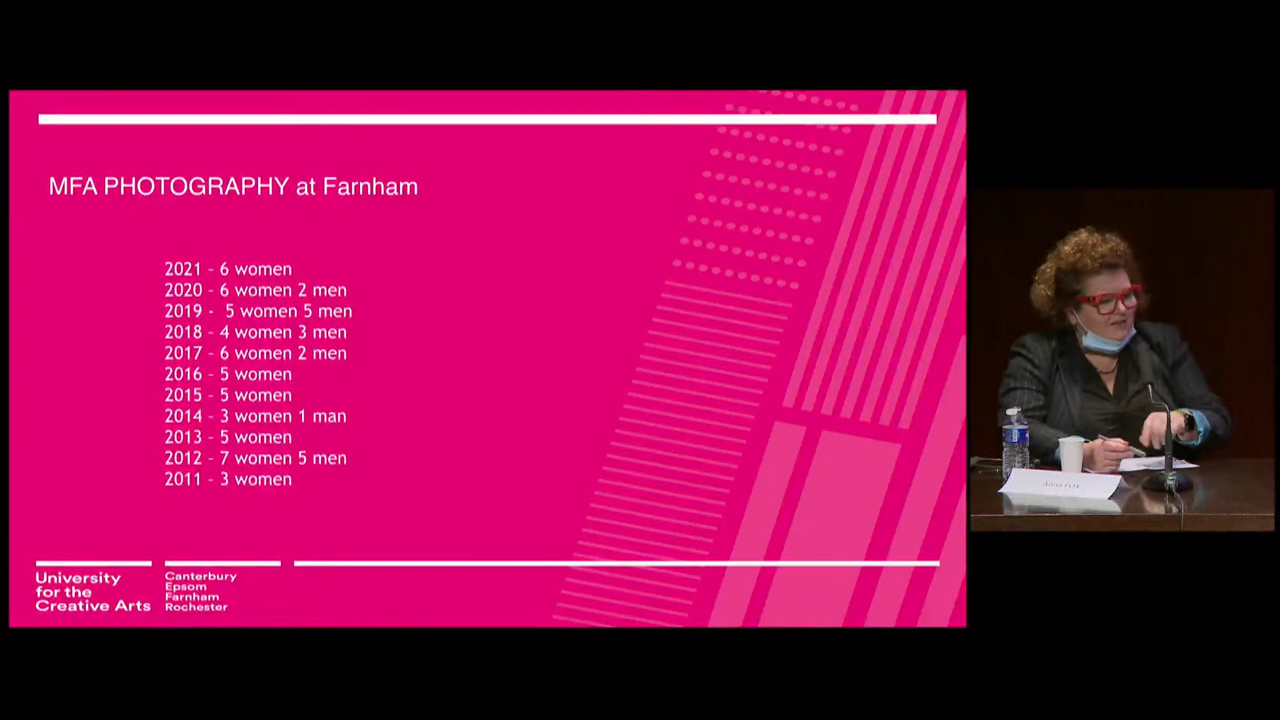 MFA PHOTOGRAPHY at Farnham
2021 - 6 women
2020 - 6 women 2 men
2019 - 5 women 5 men
2018 - 4 women 3 men
2017 - 6 women 2 men
2016 - 5 women
2015 - 5 women
2014 - 3 women 1 man
2013 - 5 women
2012 - 7 women 5 men
2011 - 3 women
University
for the
Creative Arts
Canterbury
Epsom
Farnham
Rochester
Anna FOX